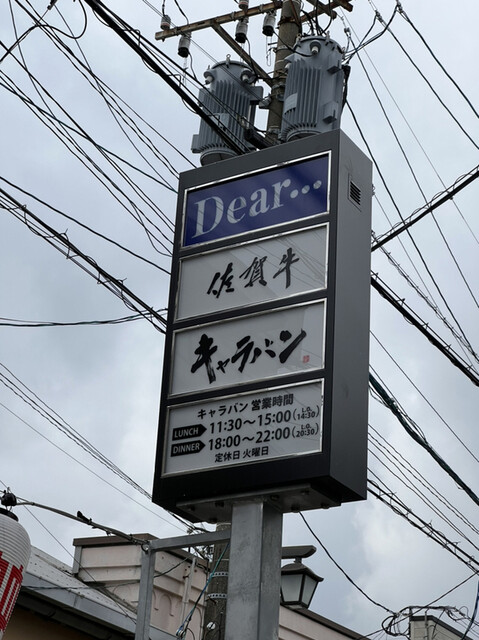 Dear...
佐賀牛
キャラバン
キャラバン 営業時間
LUNCH 11:30~15:00(L.O. 14:30)
DINNER 18:00~22:00(L.O. 20:30)
定休日 火曜日